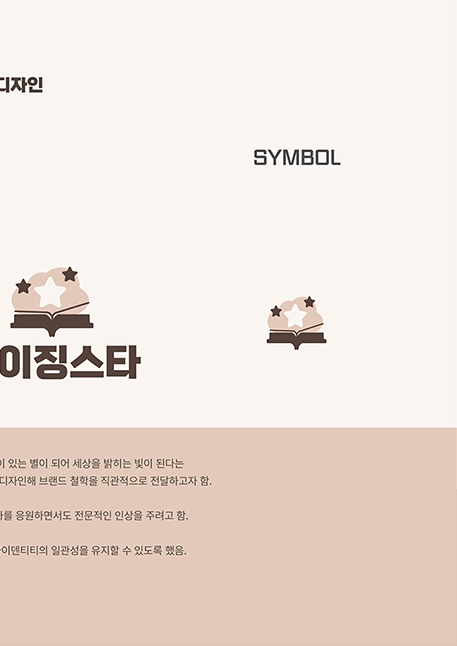 디자인
SYMBOL
이징스타
있는 별이 되어 세상을 밝히는 빛이 된다는
디자인해 브랜드 철학을 직관적으로 전달하고자 함.
를 응원하면서도 전문적인 인상을 주려고 함.
아이덴티티의 일관성을 유지할 수 있도록 했음.